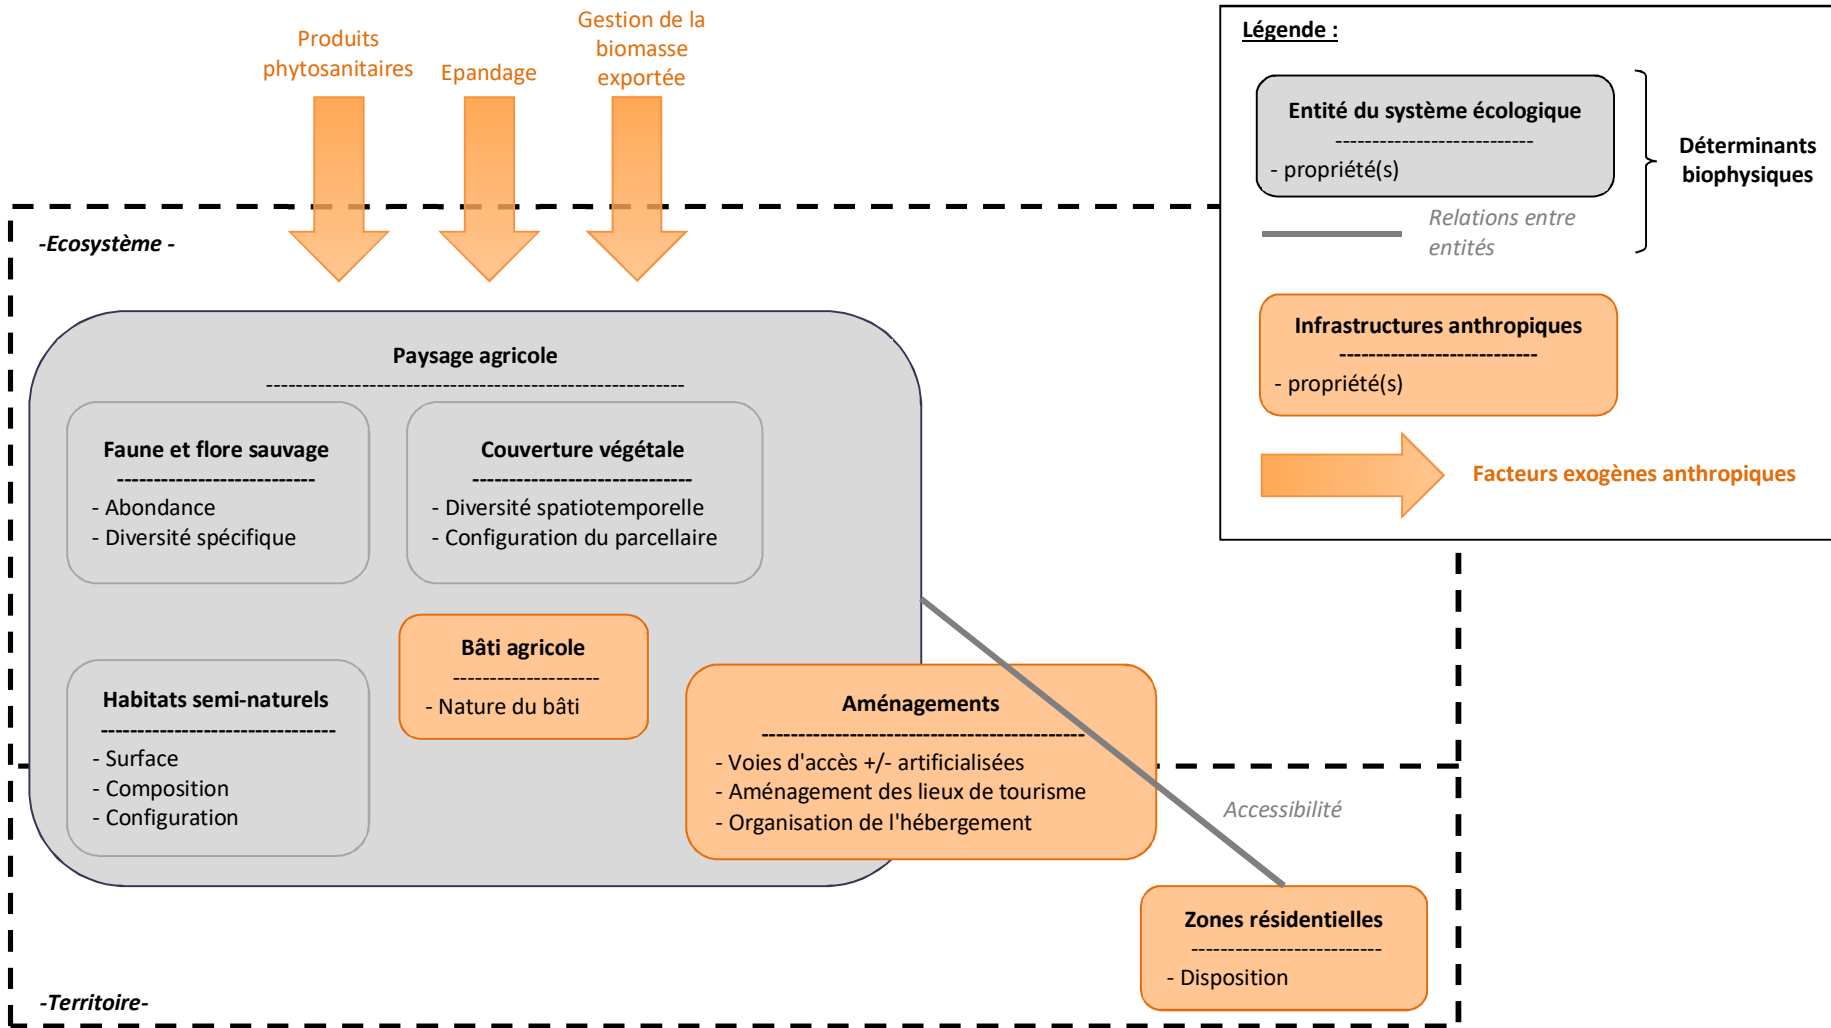 Produits
phytosanitaires
Epandage
Gestion de la
biomasse
exportée
Légende :
Entité du système écologique
- propriété(s)
Relations entre
entités
Déterminants
biophysiques
Infrastructures anthropiques
- propriété(s)
Facteurs exogènes anthropiques
-Ecosystème -
Paysage agricole
Faune et flore sauvage
- Abondance
- Diversité spécifique
Couverture végétale
- Diversité spatiotemporelle
- Configuration du parcellaire
Bâti agricole
- Nature du bâti
Habitats semi-naturels
- Surface
- Composition
- Configuration
Aménagements
- Voies d'accès +/- artificialisées
- Aménagement des lieux de tourisme
- Organisation de l'hébergement
Accessibilité
Zones résidentielles
- Disposition
-Territoire-